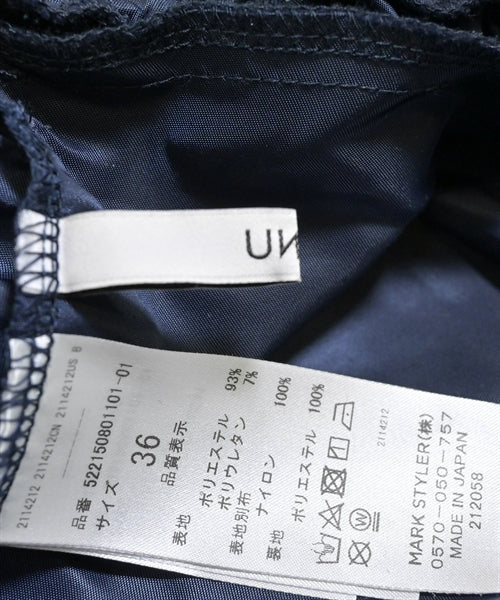 UN
2114212 2114212CN 2114212US B
品番 522150801101-01
サイズ
36
品質表示
表地 ポリエステル 93%
ポリウレタン 7%
表地別布 ナイロン 100%
裏地 ポリエステル 100%
2114212
MARK STYLER(株)
0570-050-757
MADE IN JAPAN
212058